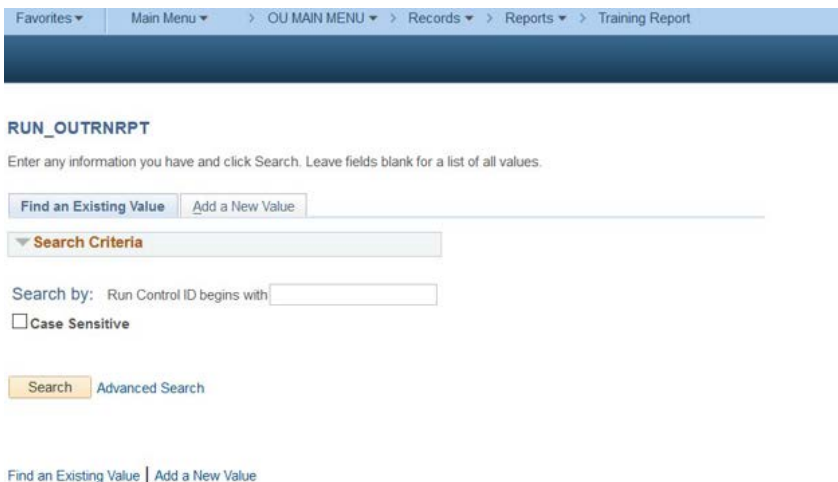 Favorites Main Menu > OU MAIN MENU > Records > Reports > Training Report
RUN_OUTRNRPT
Enter any information you have and click Search. Leave fields blank for a list of all values.
Find an Existing Value Add a New Value
Search Criteria
Search by: Run Control ID begins with
Case Sensitive
Search Advanced Search
Find an Existing Value | Add a New Value